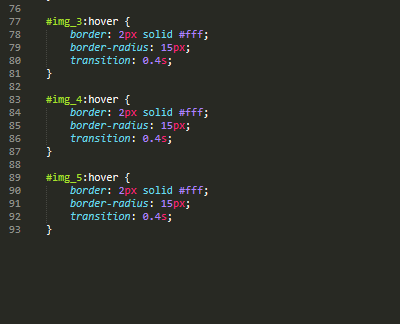 76
77 #img_3:hover {
78 border: 2px solid #fff;
79 border-radius: 15px;
80 transition: 0.4s;
81 }
82
83 #img_4:hover {
84 border: 2px solid #fff;
85 border-radius: 15px;
86 transition: 0.4s;
87 }
88
89 #img_5:hover {
90 border: 2px solid #fff;
91 border-radius: 15px;
92 transition: 0.4s;
93 }